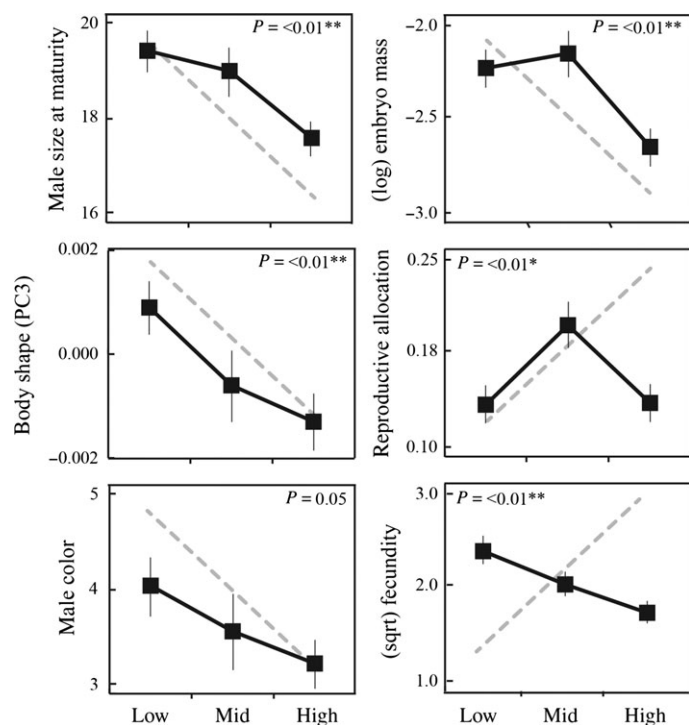 Male size at maturity
20
18
16
P = <0.01**
(log) embryo mass
−2.0
−2.5
−3.0
P = <0.01**
Body shape (PC3)
0.002
0.000
−0.002
P = <0.01**
Reproductive allocation
0.25
0.18
0.10
P = <0.01*
Male color
5
4
3
P = 0.05
Low Mid High
(sqrt) fecundity
3.0
2.0
1.0
P = <0.01**
Low Mid High